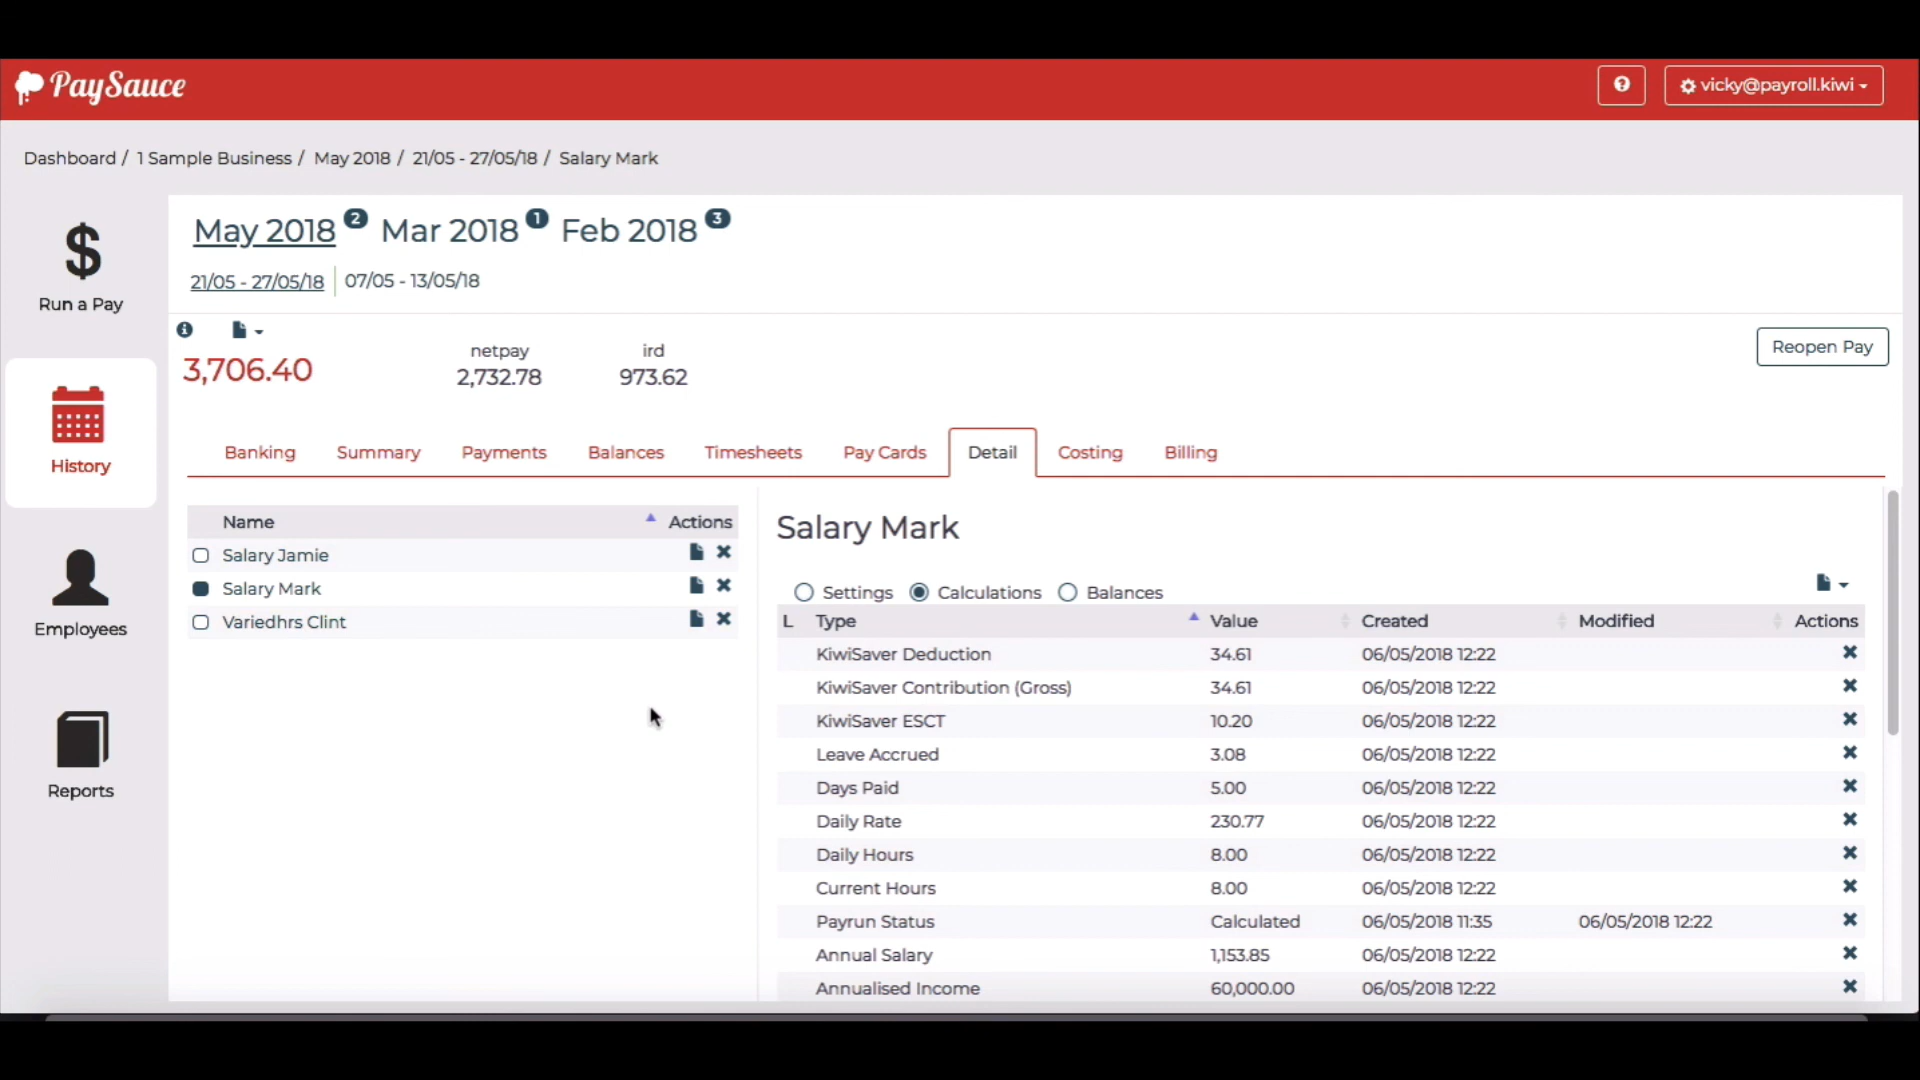 PaySauce
vicky@payroll.kiwi
Dashboard / 1 Sample Business / May 2018 / 21/05 - 27/05/18 / Salary Mark
May 2018 2 Mar 2018 1 Feb 2018 3
21/05 - 27/05/18 07/05 - 13/05/18
Run a Pay
History
Employees
Reports
3,706.40
netpay
2,732.78
ird
973.62
Reopen Pay
Banking Summary Payments Balances Timesheets Pay Cards Detail Costing Billing
Name Actions
Salary Jamie
Salary Mark
Variedhrs Clint
Salary Mark
Settings Calculations Balances
L Type Value Created Modified Actions
KiwiSaver Deduction 34.61 06/05/2018 12:22
KiwiSaver Contribution (Gross) 34.61 06/05/2018 12:22
KiwiSaver ESCT 10.20 06/05/2018 12:22
Leave Accrued 3.08 06/05/2018 12:22
Days Paid 5.00 06/05/2018 12:22
Daily Rate 230.77 06/05/2018 12:22
Daily Hours 8.00 06/05/2018 12:22
Current Hours 8.00 06/05/2018 12:22
Payrun Status Calculated 06/05/2018 11:35 06/05/2018 12:22
Annual Salary 1,153.85 06/05/2018 12:22
Annualised Income 60,000.00 06/05/2018 12:22